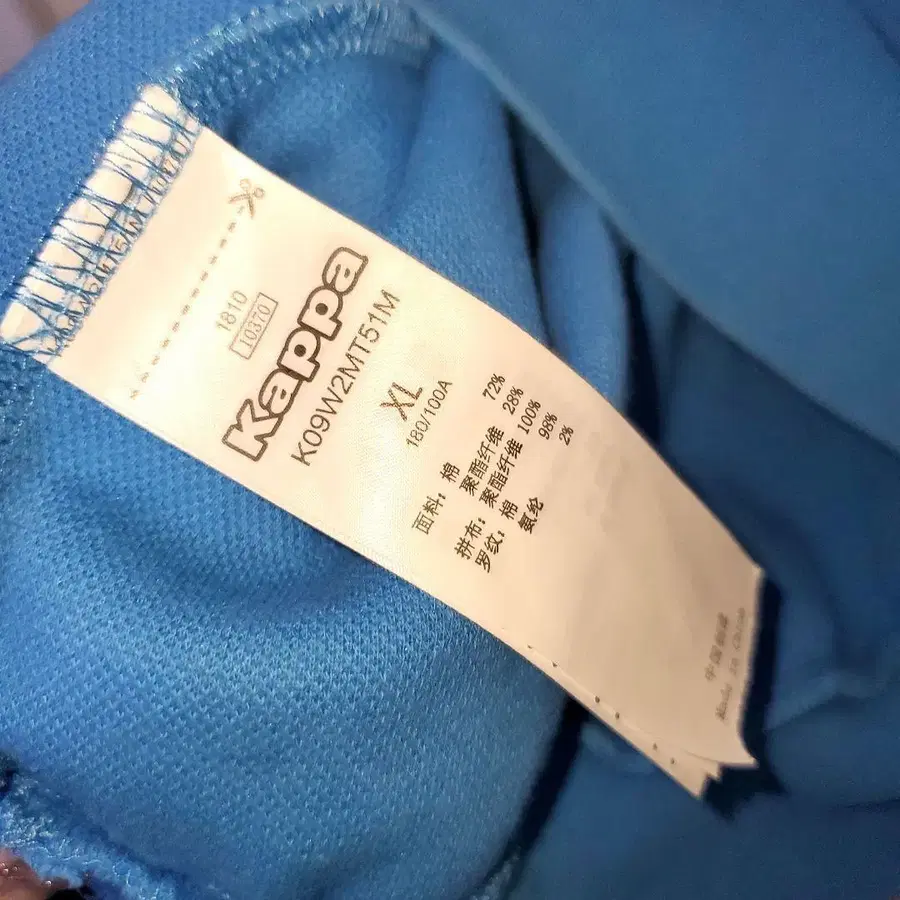 1810
10370
Kappa
K09W2MT51M
XL
180/100A
面料: 棉 72%
聚酯纤维 28%
拼布: 聚酯纤维 100%
罗纹: 棉 98%
氨纶 2%
中国制造
Made in China